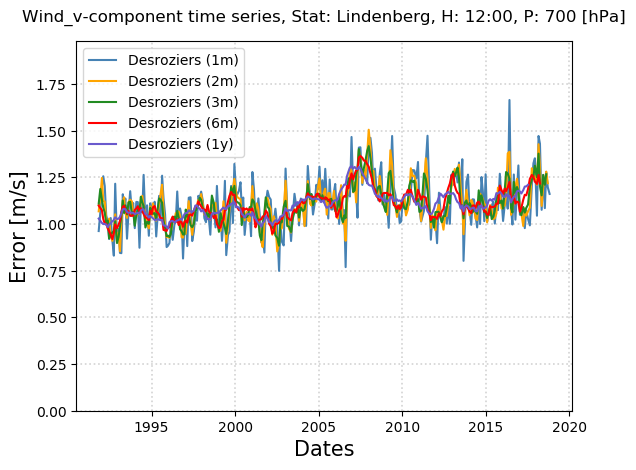 Wind_v-component time series, Stat: Lindenberg, H: 12:00, P: 700 [hPa]
Desroziers (1m)
Desroziers (2m)
Desroziers (3m)
Desroziers (6m)
Desroziers (1y)
Error [m/s]
1.75
1.50
1.25
1.00
0.75
0.50
0.25
0.00
1995 2000 2005 2010 2015 2020
Dates